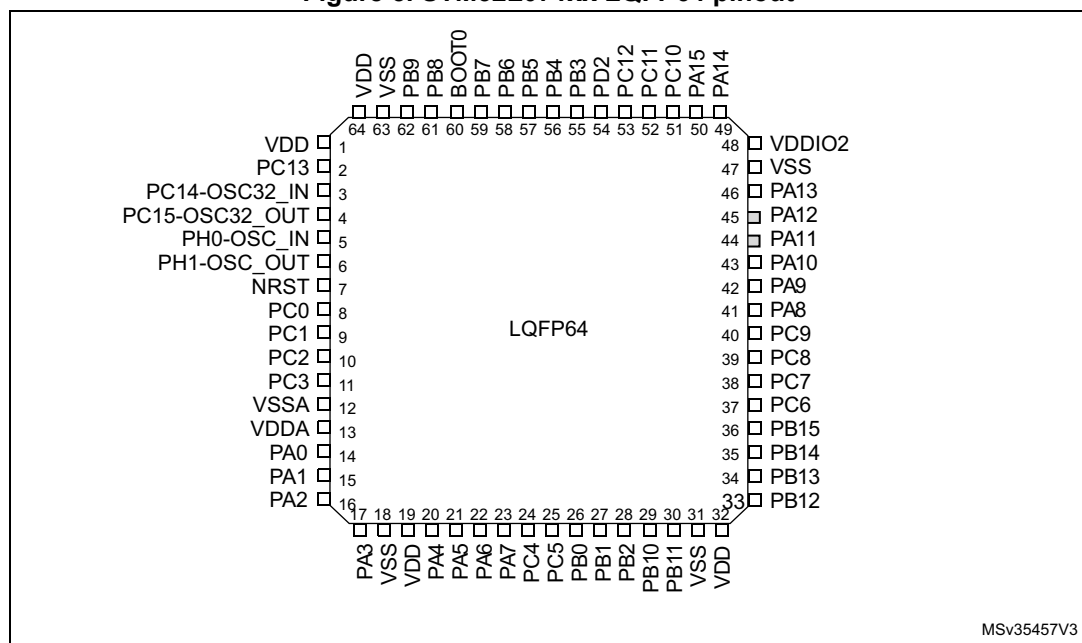 VDD
VSS
PB9
PB8
BOOT0
PB7
PB6
PB5
PB4
PB3
PD2
PC12
PC11
PC10
PA15
PA14
64 63 62 61 60 59 58 57 56 55 54 53 52 51 50 49
VDD 1
PC13 2
PC14-OSC32_IN 3
PC15-OSC32_OUT 4
PH0-OSC_IN 5
PH1-OSC_OUT 6
NRST 7
PC0 8
PC1 9
PC2 10
PC3 11
VSSA 12
VDDA 13
PA0 14
PA1 15
PA2 16
LQFP64
48 VDDIO2
47 VSS
46 PA13
45 PA12
44 PA11
43 PA10
42 PA9
41 PA8
40 PC9
39 PC8
38 PC7
37 PC6
36 PB15
35 PB14
34 PB13
33 PB12
17 18 19 20 21 22 23 24 25 26 27 28 29 30 31 32
PA3
VSS
VDD
PA4
PA5
PA6
PA7
PC4
PC5
PB0
PB1
PB2
PB10
PB11
VSS
VDD
MSv35457V3